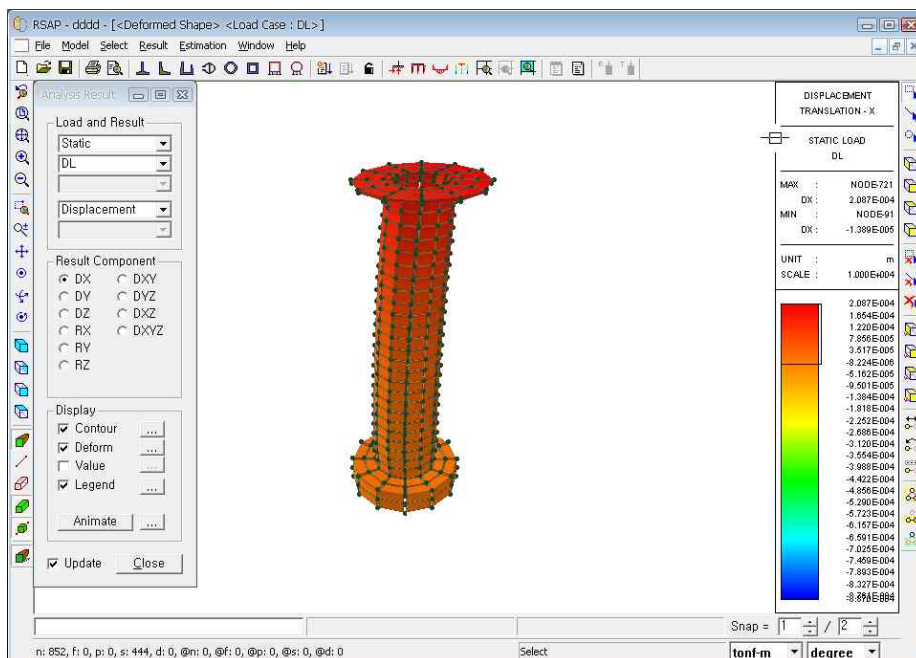 RSAP - dddd - [<Deformed Shape> <Load Case : DL>]
File Model Select Result Estimation Window Help
Analysis Result
Load and Result
Static
DL
Displacement
Result Component
DX DXY
DY DYZ
DZ DXZ
RX DXYZ
RY
RZ
Display
Contour ...
Deform ...
Value ...
Legend ...
Animate ...
Update Close
DISPLACEMENT
TRANSLATION - X
STATIC LOAD
DL
MAX : NODE-721
DX : 2.087E-004
MIN : NODE-91
DX : -1.389E-005
UNIT : m
SCALE : 1.000E+004
2.087E-004
1.654E-004
1.220E-004
7.856E-005
3.517E-005
-8.224E-006
-5.162E-005
-9.501E-005
-1.384E-004
-1.818E-004
-2.252E-004
-2.686E-004
-3.120E-004
-3.554E-004
-3.988E-004
-4.422E-004
-4.856E-004
-5.290E-004
-5.723E-004
-6.157E-004
-6.591E-004
-7.025E-004
-7.459E-004
-7.893E-004
-8.327E-004
Snap = 1 / 2
n: 852, f: 0, p: 0, s: 444, d: 0, @n: 0, @f: 0, @p: 0, @s: 0, @d: 0
Select
tonf-m degree